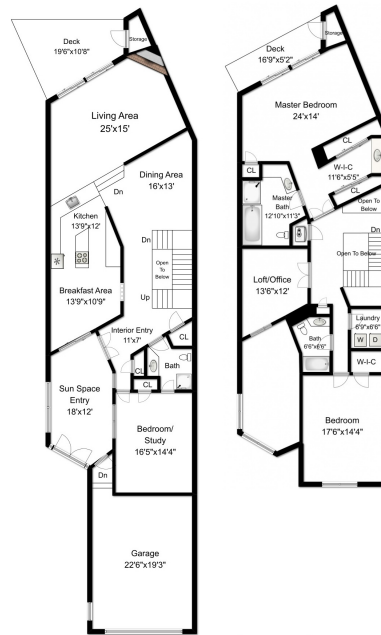 Deck
19'6"x10'8"
Storage
Living Area
25'x15'
Dining Area
16'x13'
Dn
Kitchen
13'9"x12'
Dn
Open
To
Below
Breakfast Area
13'9"x10'9"
Up
Interior Entry
11'x7'
CL
Bath
CL
CL
Sun Space
Entry
18'x12'
Bedroom/
Study
16'5"x14'4"
Dn
Garage
22'6"x19'3"
Storage
Deck
16'9"x5'2"
Master Bedroom
24'x14'
CL
W-I-C
11'6"x5'5"
CL
CL
Master
Bath
12'10"x11'3"
Open To
Below
Dn
Open To Below
Loft/Office
13'6"x12'
Laundry
6'9"x6'6"
W D
Bath
6'6"x6'6"
W-I-C
Bedroom
17'6"x14'4"